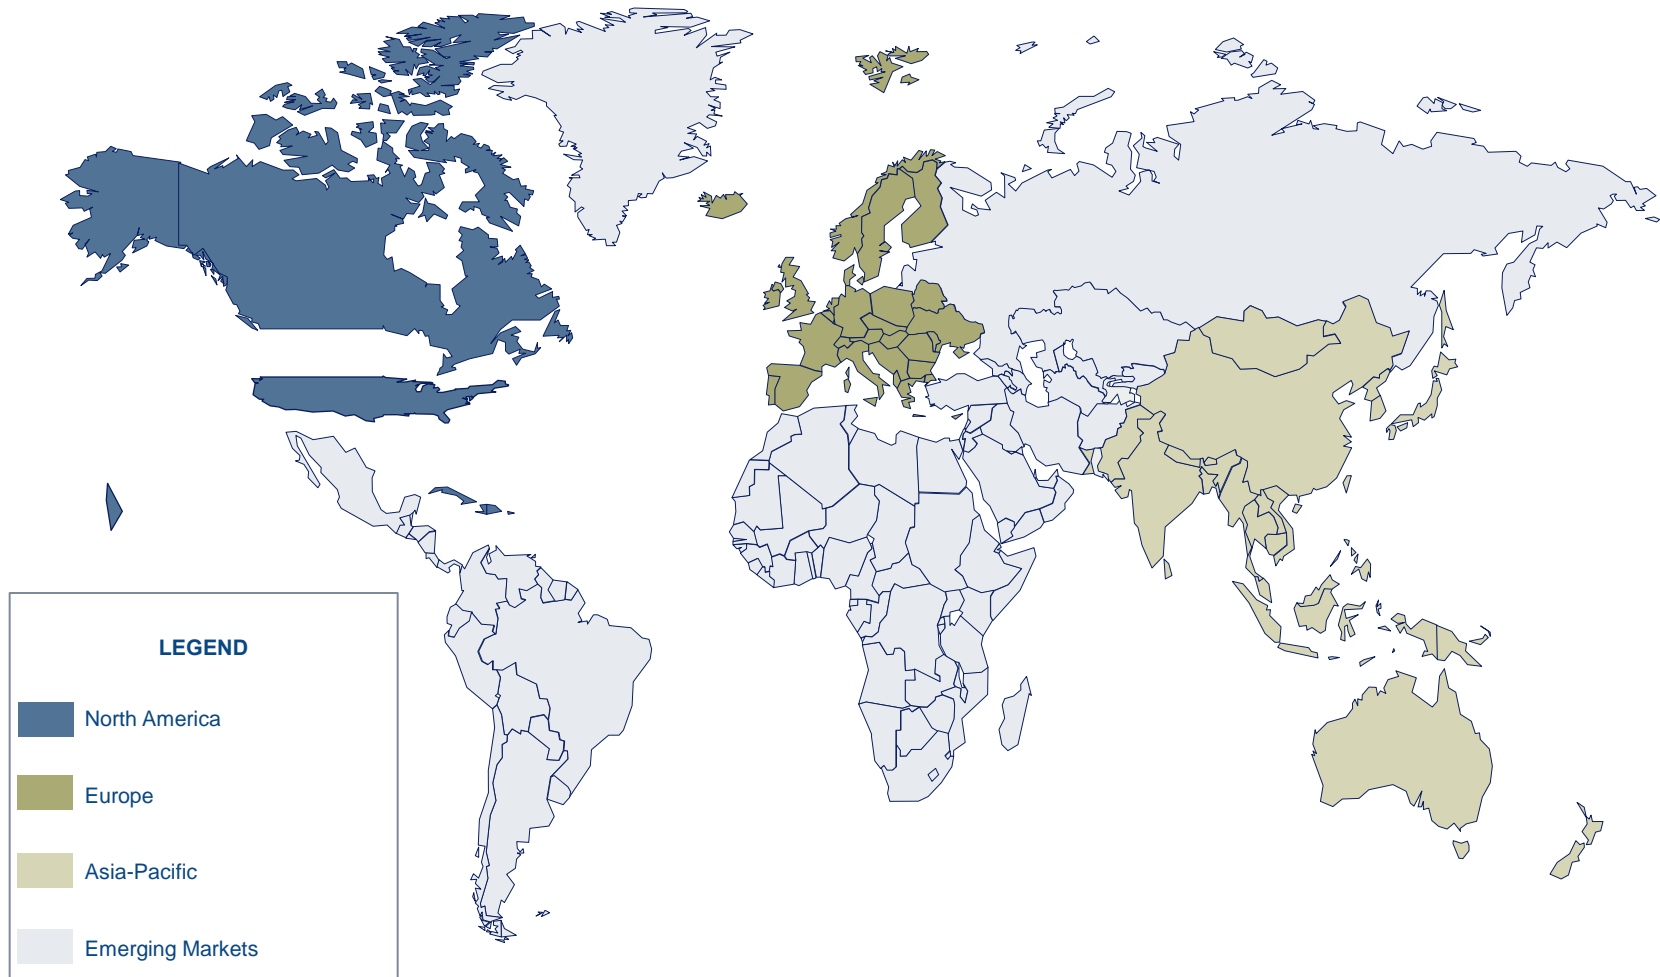 LEGEND
North America
Europe
Asia-Pacific
Emerging Markets